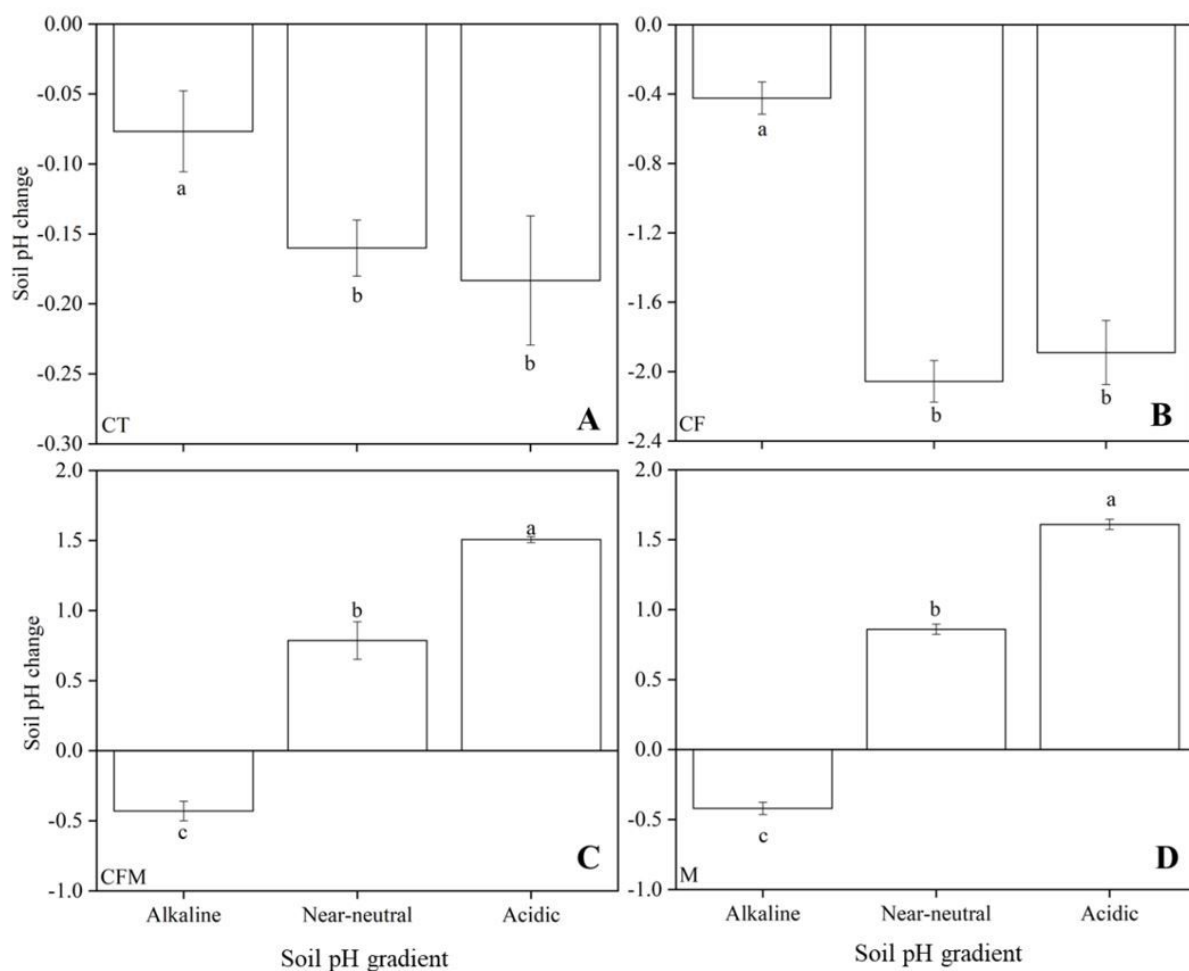 0.00
-0.05
-0.10
-0.15
-0.20
-0.25
-0.30
Soil pH change
a
b
b
CT
A
0.0
-0.4
-0.8
-1.2
-1.6
-2.0
-2.4
a
b
b
CF
B
2.0
1.5
1.0
0.5
0.0
-0.5
-1.0
Soil pH change
c
b
a
CFM
C
Alkaline Near-neutral Acidic
Soil pH gradient
2.0
1.5
1.0
0.5
0.0
-0.5
-1.0
c
b
a
M
D
Alkaline Near-neutral Acidic
Soil pH gradient